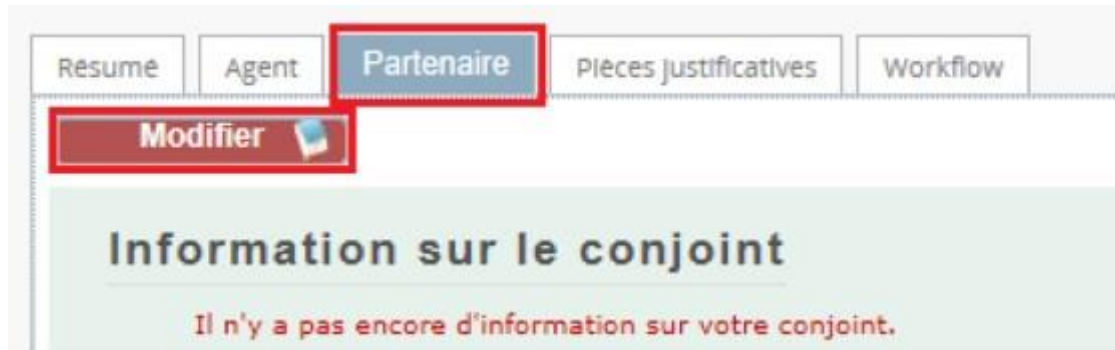 Résumé Agent Partenaire Pièces justificatives Workflow
Modifier
Information sur le conjoint
Il n'y a pas encore d'information sur votre conjoint.